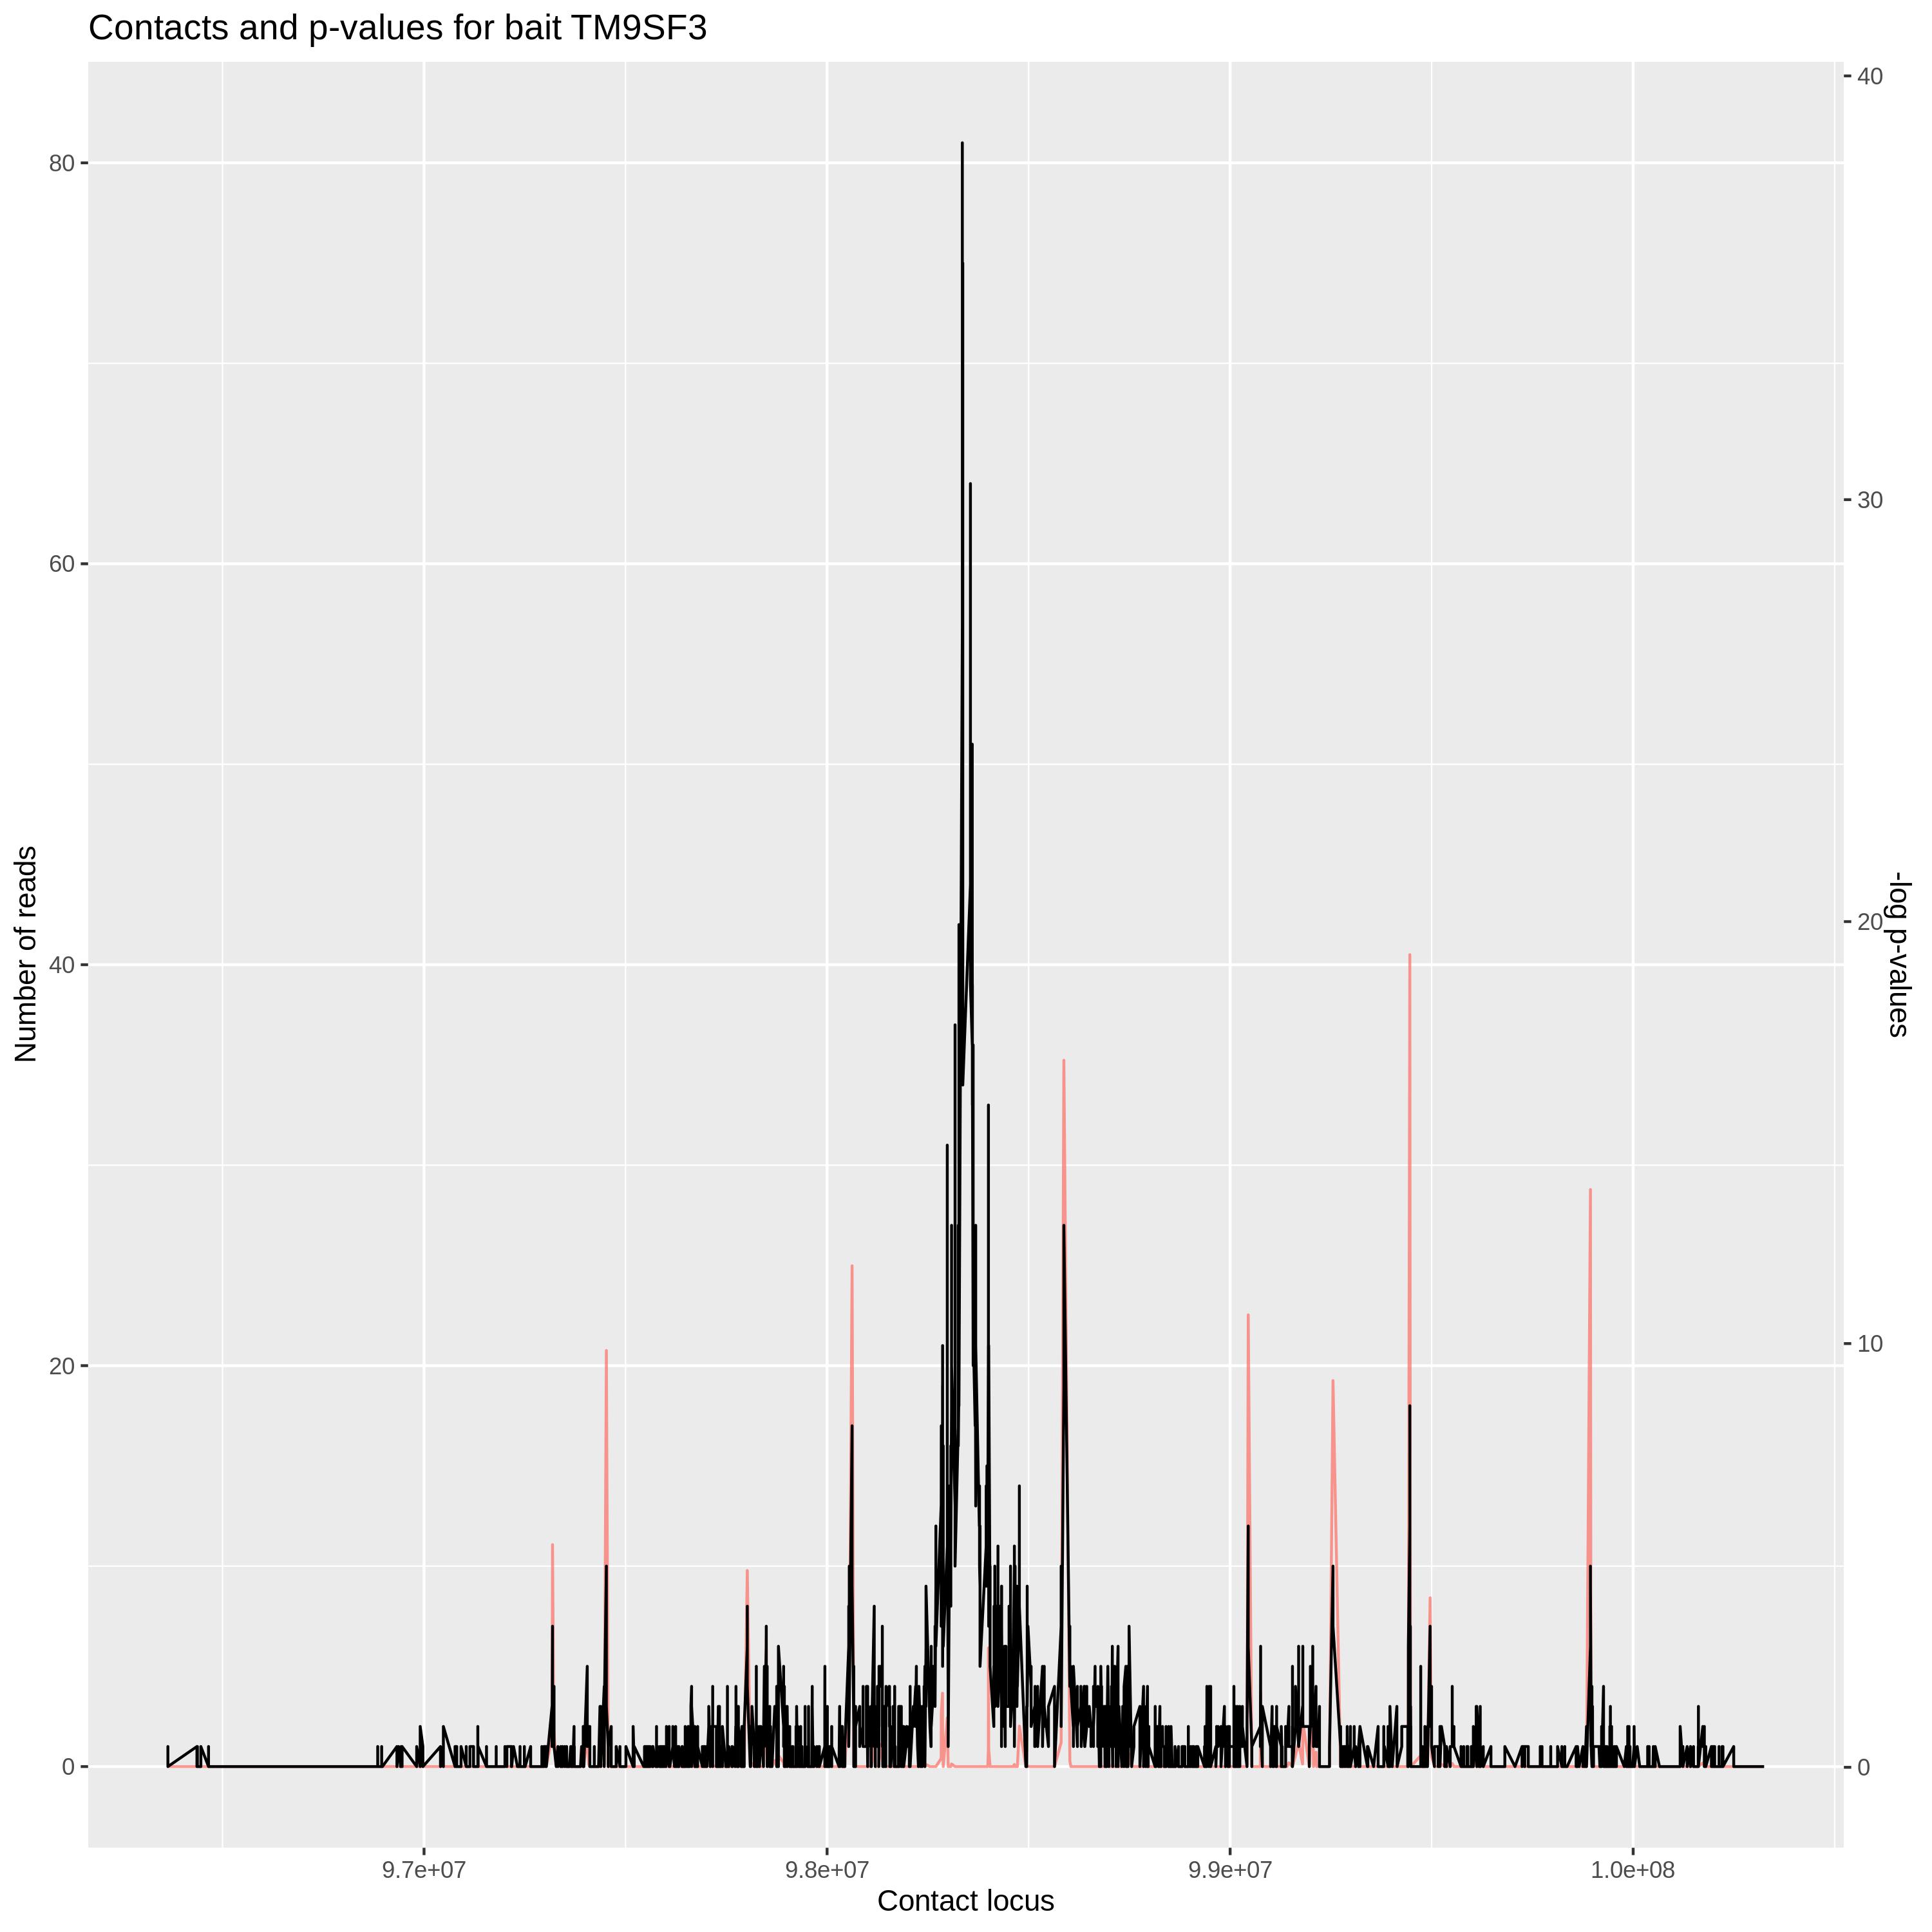 Contacts and p-values for bait TM9SF3
80
60
40
20
0
Number of reads
40
30
20
10
0
-log p-values
9.7e+07
9.8e+07
9.9e+07
1.0e+08
Contact locus